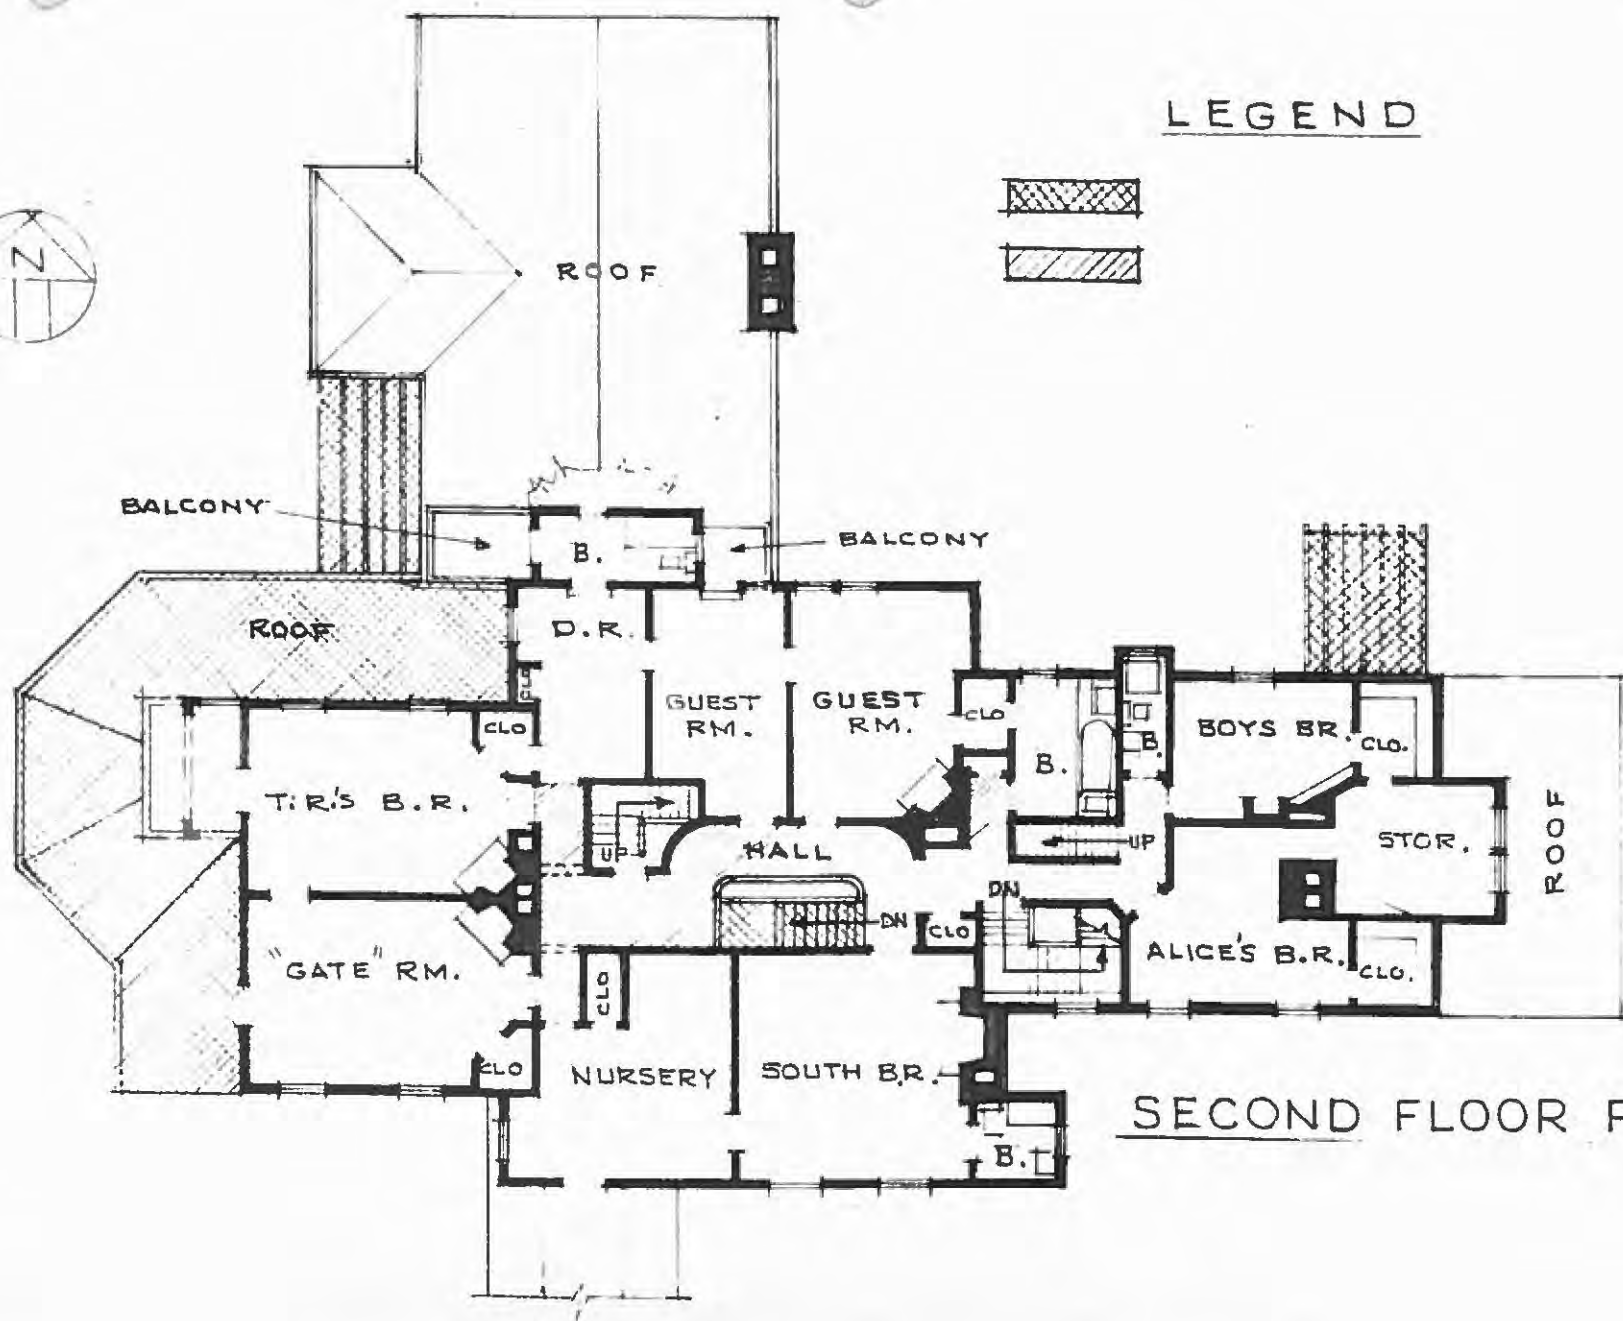 LEGEND
N
ROOF
BALCONY
B.
BALCONY
ROOF
D.R.
CLO
GUEST
RM.
GUEST
RM.
CLO
CLO
B.
B.
BOYS BR.
CLO.
T.R.'S B.R.
UP
HALL
UP
STOR.
ROOF
DN
DN
CLO
"GATE" RM.
CLO
ALICE'S B.R.
CLO.
CLO
NURSERY
SOUTH B.R.
B.
SECOND FLOOR